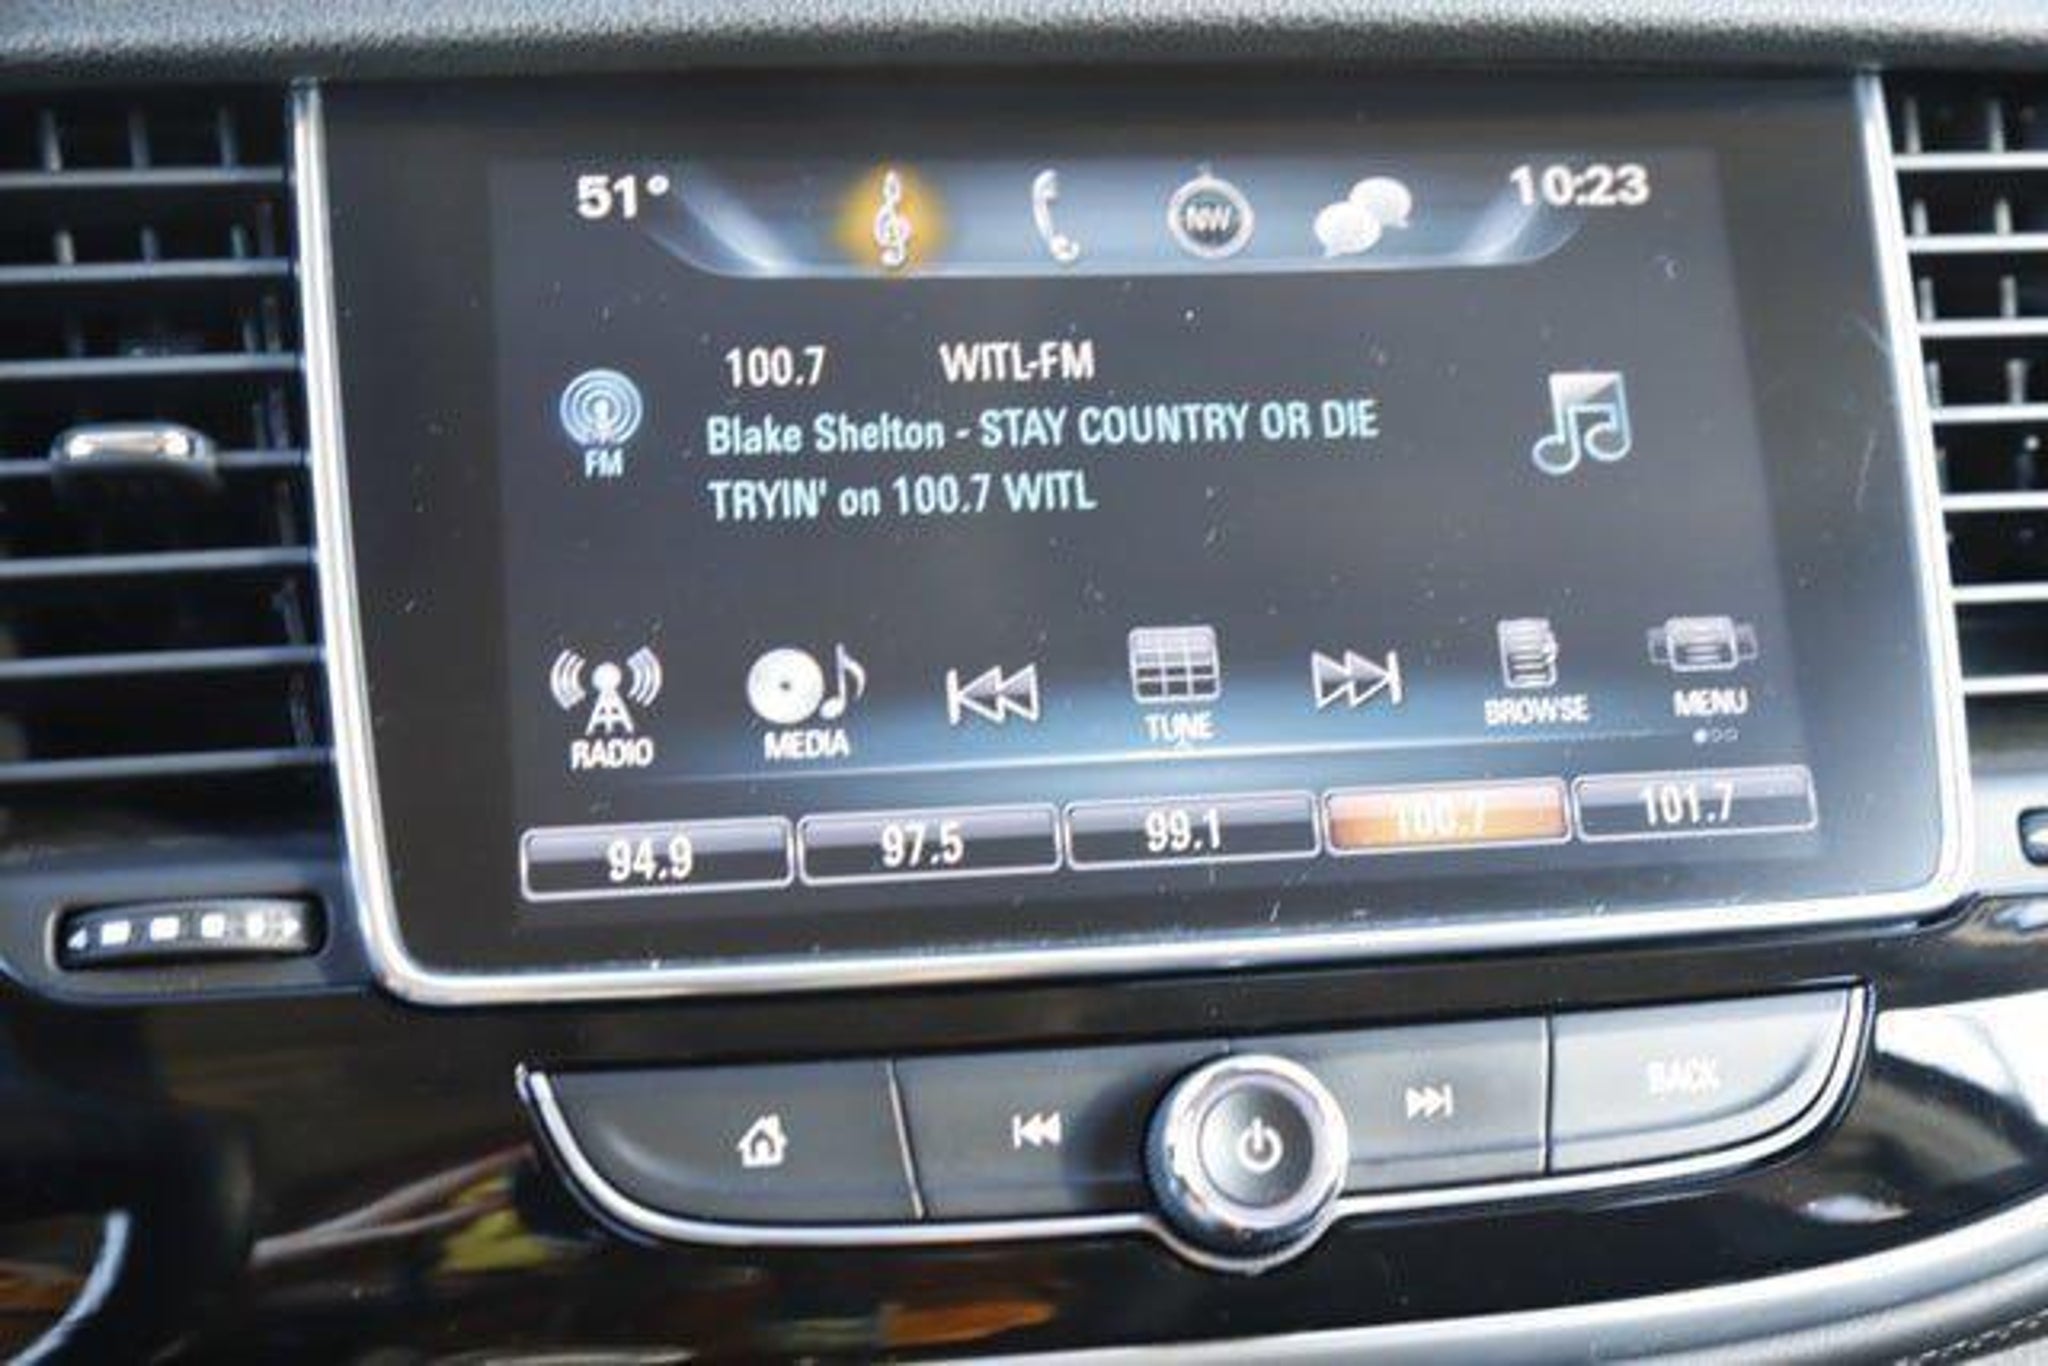 51° NW 10:23
100.7 WITL-FM
Blake Shelton - STAY COUNTRY OR DIE
TRYIN' on 100.7 WITL
FM
RADIO MEDIA TUNE BROWSE MENU
94.9 97.5 99.1 100.7 101.7
BACK